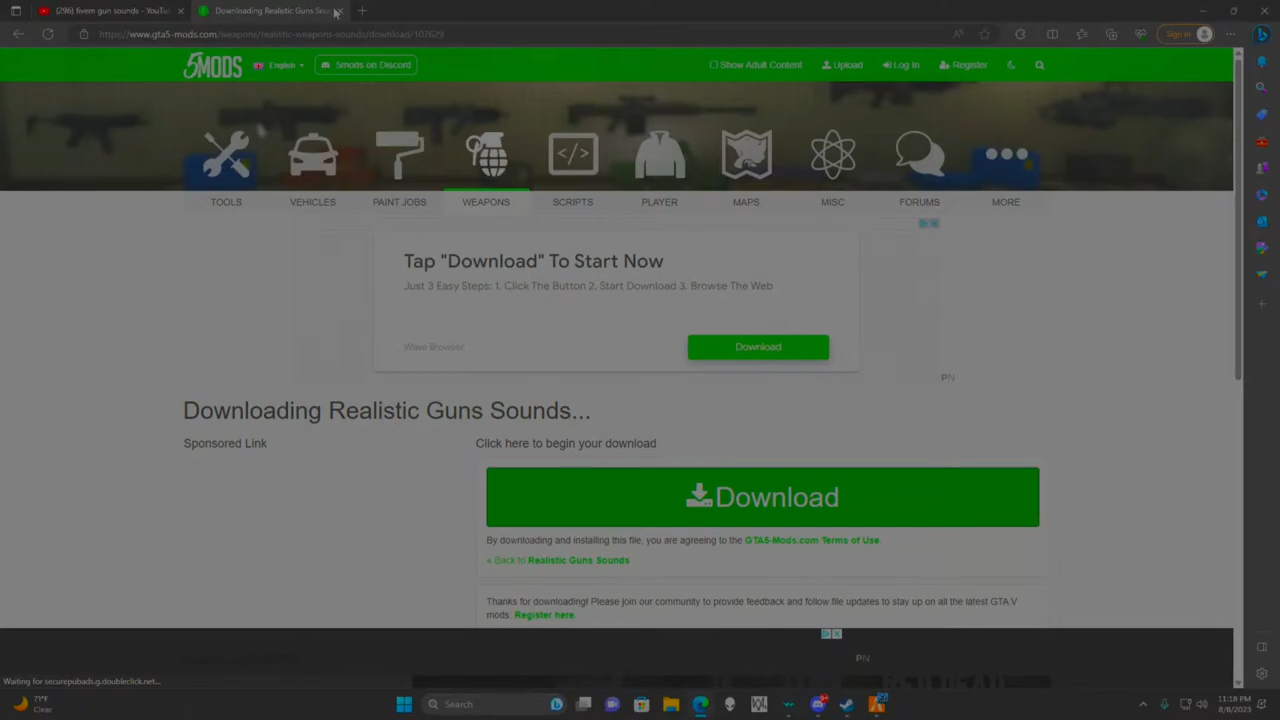 (296) fivem gun sounds - YouTu
Downloading Realistic Guns Sou
https://www.gta5-mods.com/weapons/realistic-weapons-sounds/download/107629
Sign in
5MODS
English
5mods on Discord
Show Adult Content
Upload
Log In
Register
TOOLS
VEHICLES
PAINT JOBS
WEAPONS
SCRIPTS
PLAYER
MAPS
MISC
FORUMS
MORE
Tap "Download" To Start Now
Just 3 Easy Steps: 1. Click The Button 2. Start Download 3. Browse The Web
Wave Browser
Download
PN
Downloading Realistic Guns Sounds...
Sponsored Link
Click here to begin your download
Download
By downloading and installing this file, you are agreeing to the GTA5-Mods.com Terms of Use.
« Back to Realistic Guns Sounds
Thanks for downloading! Please join our community to provide feedback and follow file updates to stay up on all the latest GTA V
mods: Register here.
PN
Waiting for securepubads.g.doubleclick.net...
71°F
Clear
Search
11:18 PM
8/8/2023